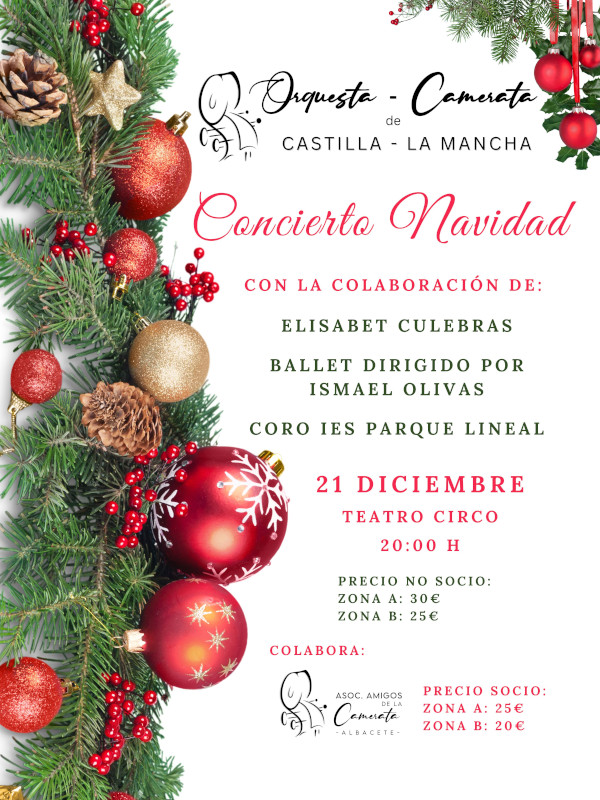 Orquesta - Camerata
de
CASTILLA - LA MANCHA
Concierto Navidad
CON LA COLABORACIÓN DE:
ELISABET CULEBRAS
BALLET DIRIGIDO POR
ISMAEL OLIVAS
CORO IES PARQUE LINEAL
21 DICIEMBRE
TEATRO CIRCO
20:00 H
PRECIO NO SOCIO:
ZONA A: 30€
ZONA B: 25€
COLABORA:
ASOC. AMIGOS
DE LA
Camerata
-ALBACETE-
PRECIO SOCIO:
ZONA A: 25€
ZONA B: 20€